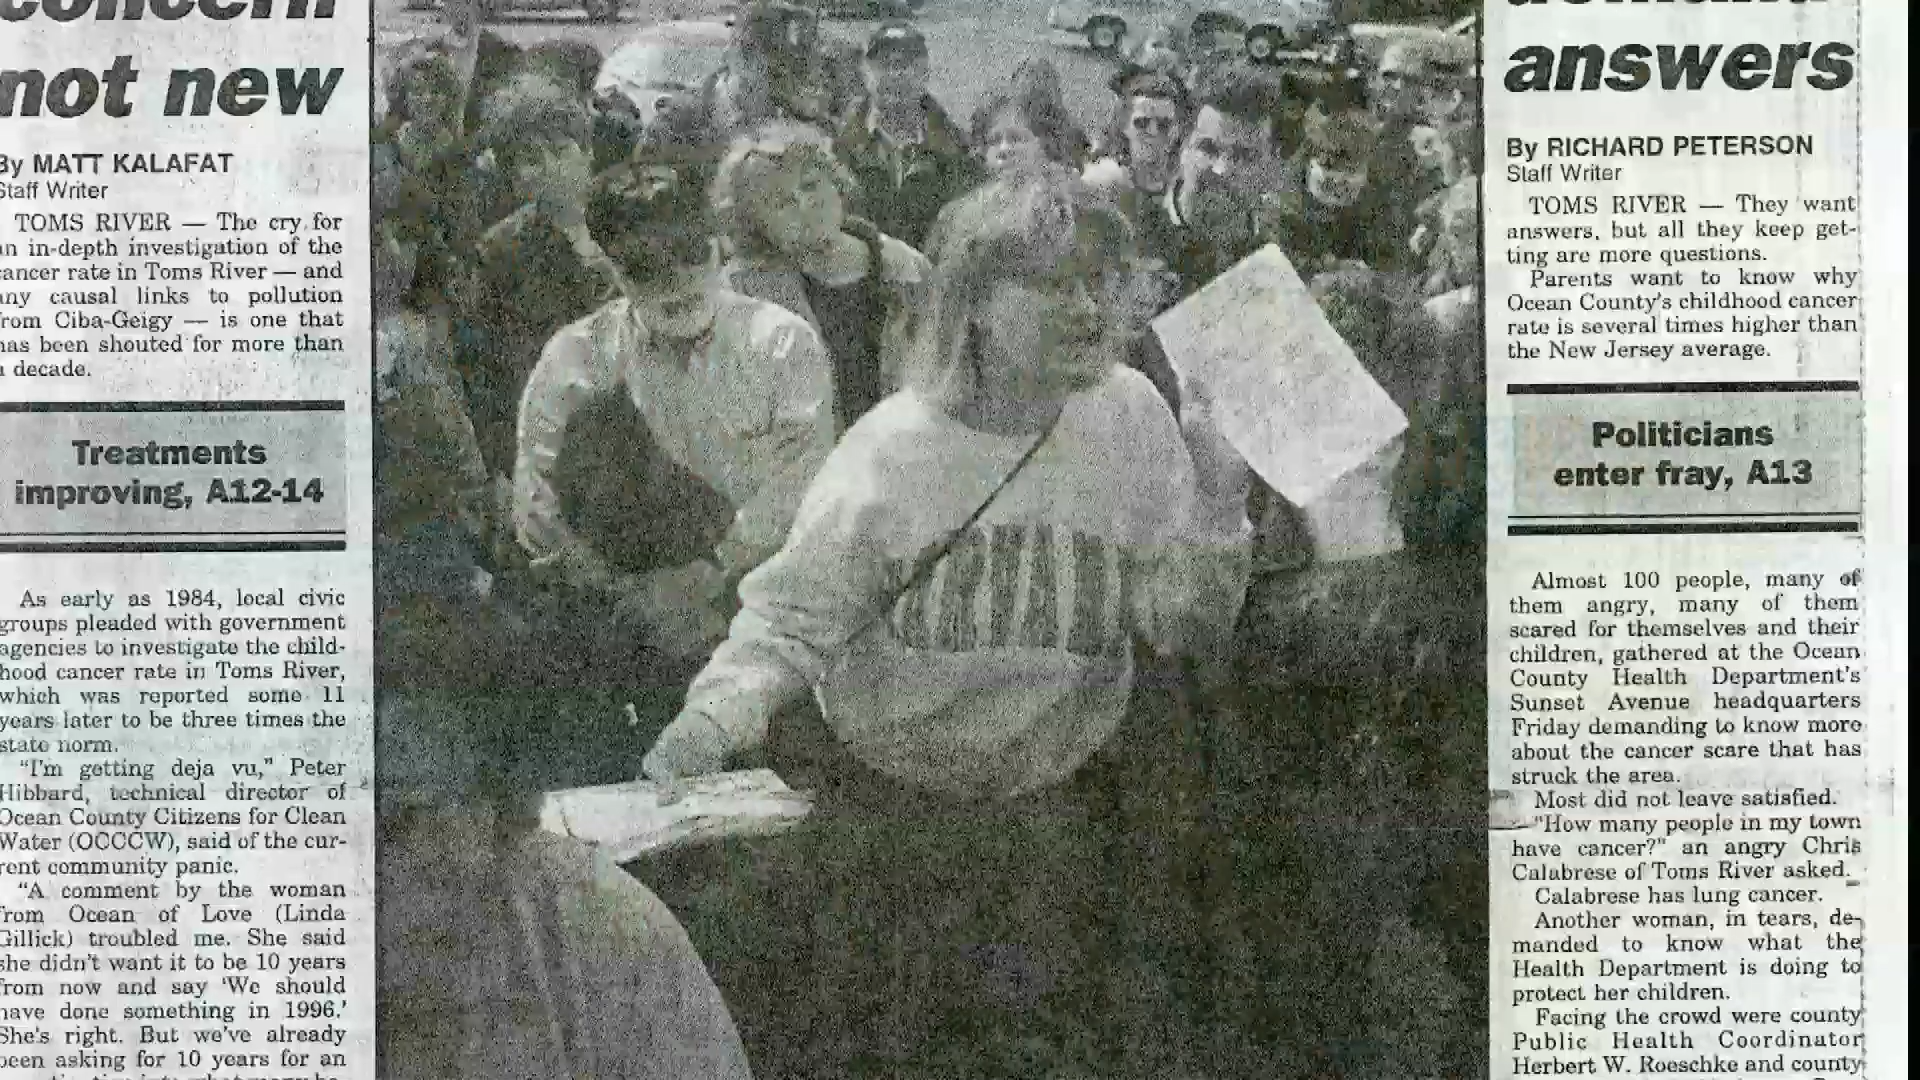 concern
not new
By MATT KALAFAT
Staff Writer
TOMS RIVER — The cry for
an in-depth investigation of the
cancer rate in Toms River — and
any causal links to pollution
from Ciba-Geigy — is one that
has been shouted for more than
a decade.
Treatments
improving, A12-14
As early as 1984, local civic
groups pleaded with government
agencies to investigate the child-
hood cancer rate in Toms River,
which was reported some 11
years later to be three times the
state norm.
"I'm getting deja vu," Peter
Hibbard, technical director of
Ocean County Citizens for Clean
Water (OCCCW), said of the cur-
rent community panic.
"A comment by the woman
from Ocean of Love (Linda
Gillick) troubled me. She said
she didn't want it to be 10 years
from now and say 'We should
have done something in 1996.'
She's right. But we've already
been asking for 10 years for an
answers
By RICHARD PETERSON
Staff Writer
TOMS RIVER — They want
answers, but all they keep get-
ting are more questions.
Parents want to know why
Ocean County's childhood cancer
rate is several times higher than
the New Jersey average.
Politicians
enter fray, A13
Almost 100 people, many of
them angry, many of them
scared for themselves and their
children, gathered at the Ocean
County Health Department's
Sunset Avenue headquarters
Friday demanding to know more
about the cancer scare that has
struck the area.
Most did not leave satisfied.
"How many people in my town
have cancer?" an angry Chris
Calabrese of Toms River asked.
Calabrese has lung cancer.
Another woman, in tears, de-
manded to know what the
Health Department is doing to
protect her children.
Facing the crowd were county
Public Health Coordinator
Herbert W. Roeschke and county